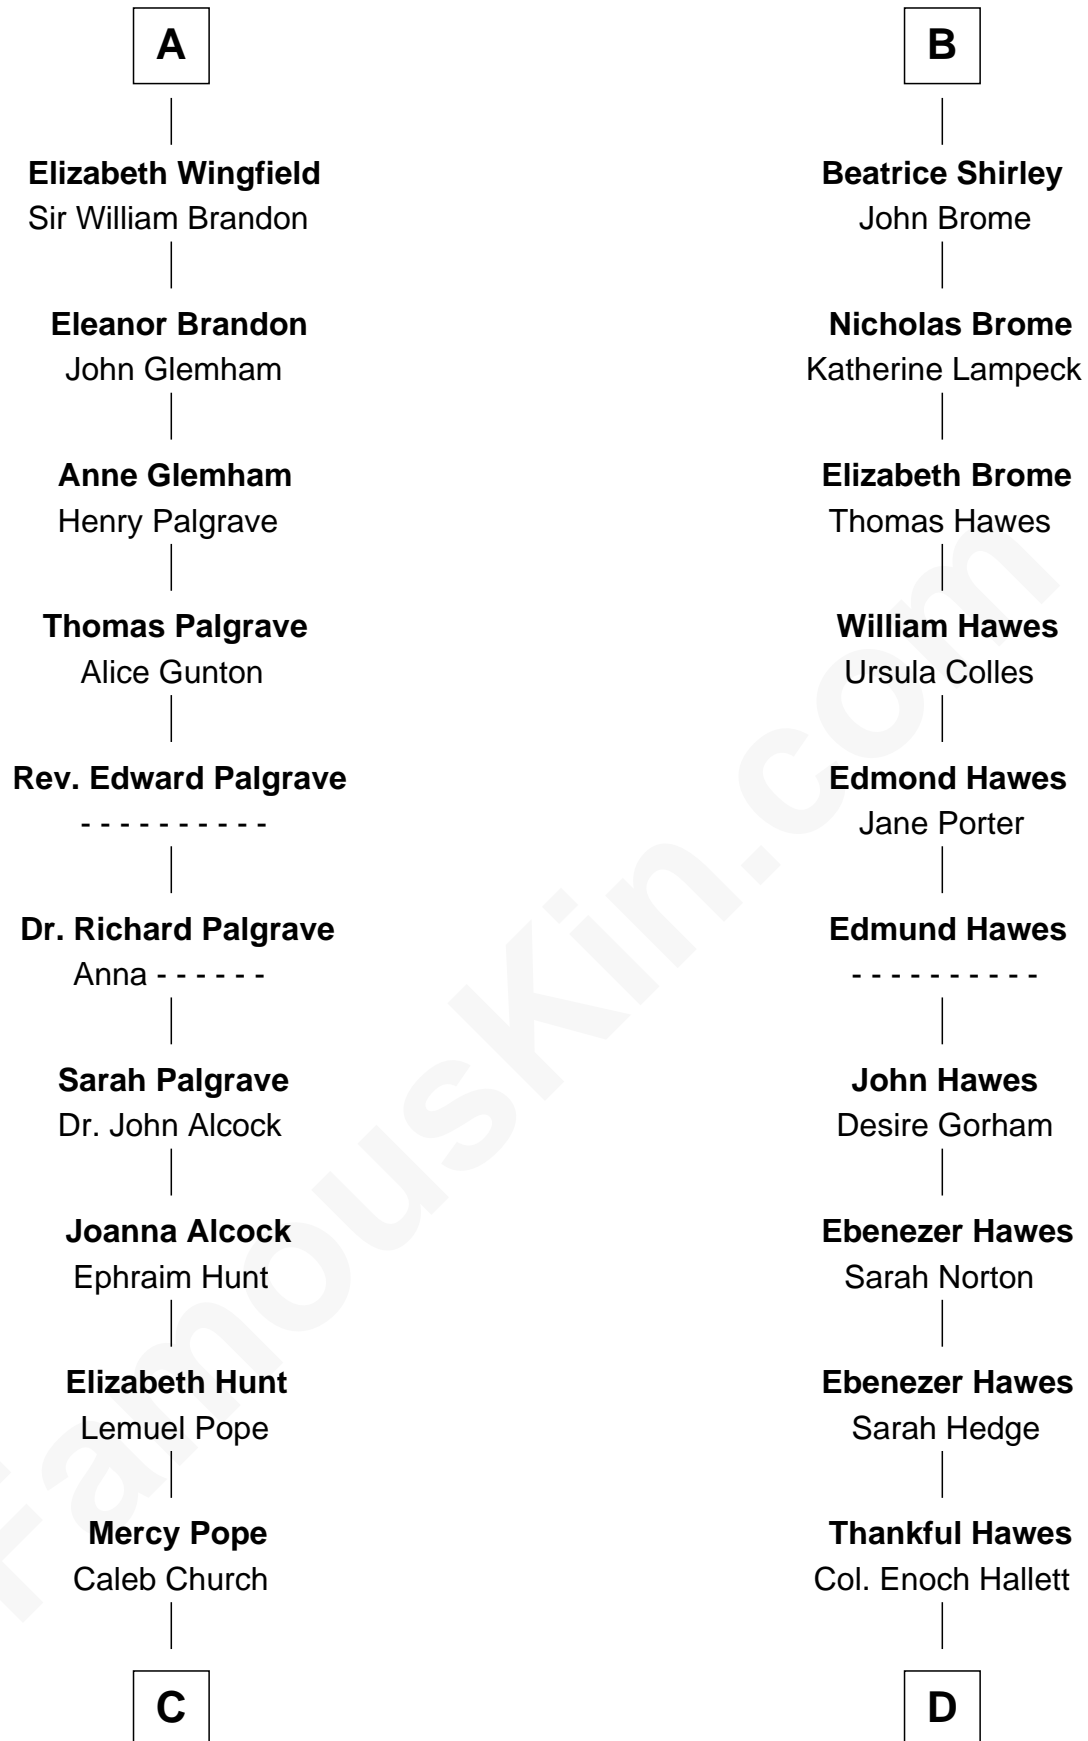 A
Elizabeth Wingfield
Sir William Brandon
Eleanor Brandon
John Glemham
Anne Glemham
Henry Palgrave
Thomas Palgrave
Alice Gunton
Rev. Edward Palgrave
- - - - - - - - - -
Dr. Richard Palgrave
Anna - - - - - -
Sarah Palgrave
Dr. John Alcock
Joanna Alcock
Ephraim Hunt
Elizabeth Hunt
Lemuel Pope
Mercy Pope
Caleb Church
C
B
Beatrice Shirley
John Brome
Nicholas Brome
Katherine Lampeck
Elizabeth Brome
Thomas Hawes
William Hawes
Ursula Colles
Edmond Hawes
Jane Porter
Edmund Hawes
- - - - - - - - - -
John Hawes
Desire Gorham
Ebenezer Hawes
Sarah Norton
Ebenezer Hawes
Sarah Hedge
Thankful Hawes
Col. Enoch Hallett
D
FamousKin.com